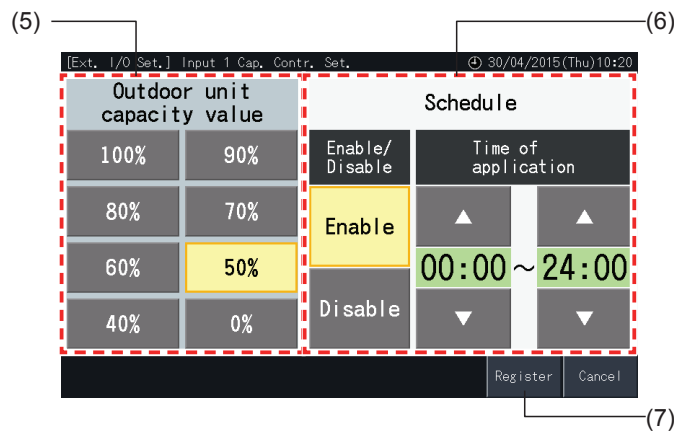 (5)
(6)
[Ext. I/O Set.] Input 1 Cap. Contr. Set.
30/04/2015(Thu)10:20
Outdoor unit
capacity value
100%
90%
80%
70%
60%
50%
40%
0%
Schedule
Enable/
Disable
Time of
application
Enable
Disable
00:00~24:00
Register
Cancel
(7)